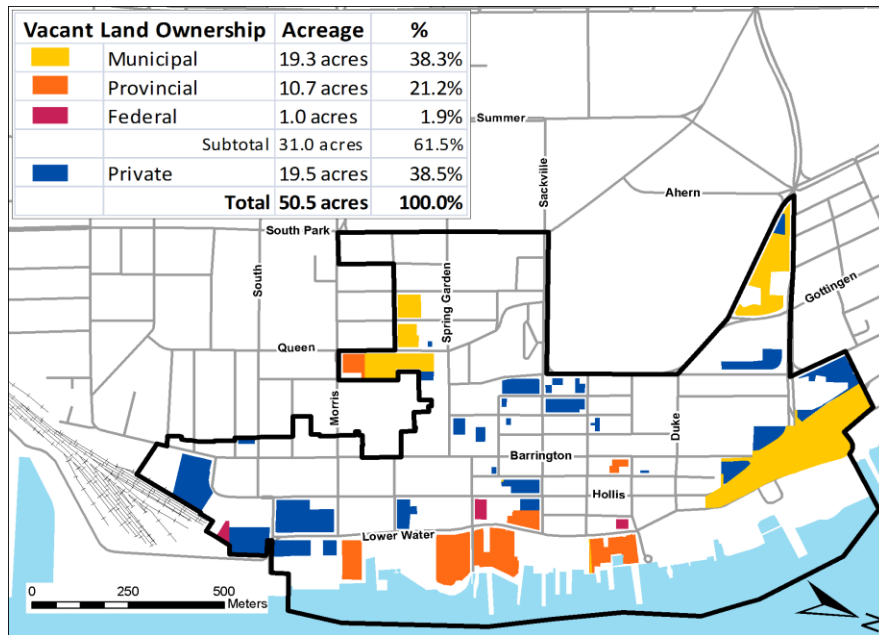 Vacant Land Ownership Acreage %
Municipal 19.3 acres 38.3%
Provincial 10.7 acres 21.2%
Federal 1.0 acres 1.9%
Subtotal 31.0 acres 61.5%
Private 19.5 acres 38.5%
Total 50.5 acres 100.0%
Summer
Sackville
Ahern
South Park
South
Spring Garden
Gottingen
Queen
Morris
Duke
Barrington
Hollis
Lower Water
0 250 500
Meters
N